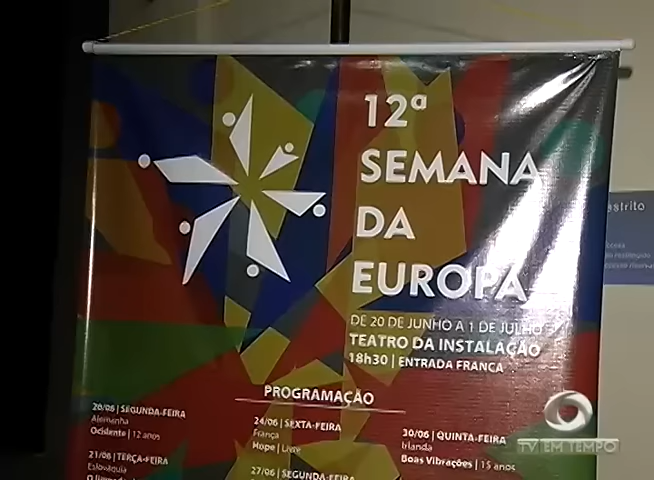 12ª
SEMANA
DA
EUROPA
DE 20 DE JUNHO A 1 DE JULHO
TEATRO DA INSTALAÇÃO
18h30 | ENTRADA FRANCA
PROGRAMAÇÃO
20/06 | SEGUNDA-FEIRA
Alemanha
Ocidente | 12 anos
21/06 | TERÇA-FEIRA
Eslováquia
24/06 | SEXTA-FEIRA
França
Hope | Livre
27/06 | SEGUNDA-FEIRA
30/06 | QUINTA-FEIRA
Irlanda
Boas Vibrações | 15 anos
TV EM TEMPO